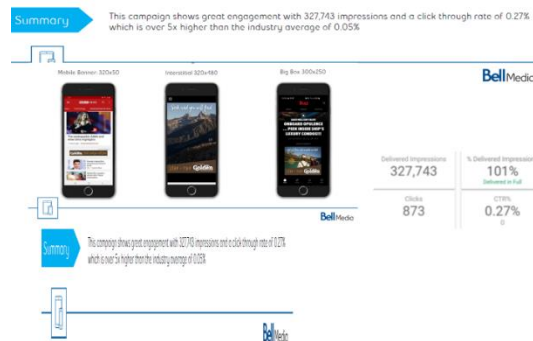 Summary
This campaign shows great engagement with 327,743 impressions and a click through rate of 0.27%
which is over 5x higher than the industry average of 0.05%
Mobile Banner 320x50
Interstitial 320x480
Big Box 300x250
Bell Media
Delivered Impressions
327,743
% Delivered Impression
101%
Delivered in Full
Clicks
873
CTR%
0.27%
0
Bell Media
Summary
This campaign shows great engagement with 327,743 impressions and a click through rate of 0.27%
which is over 5x higher than the industry average of 0.05%
Bell Media